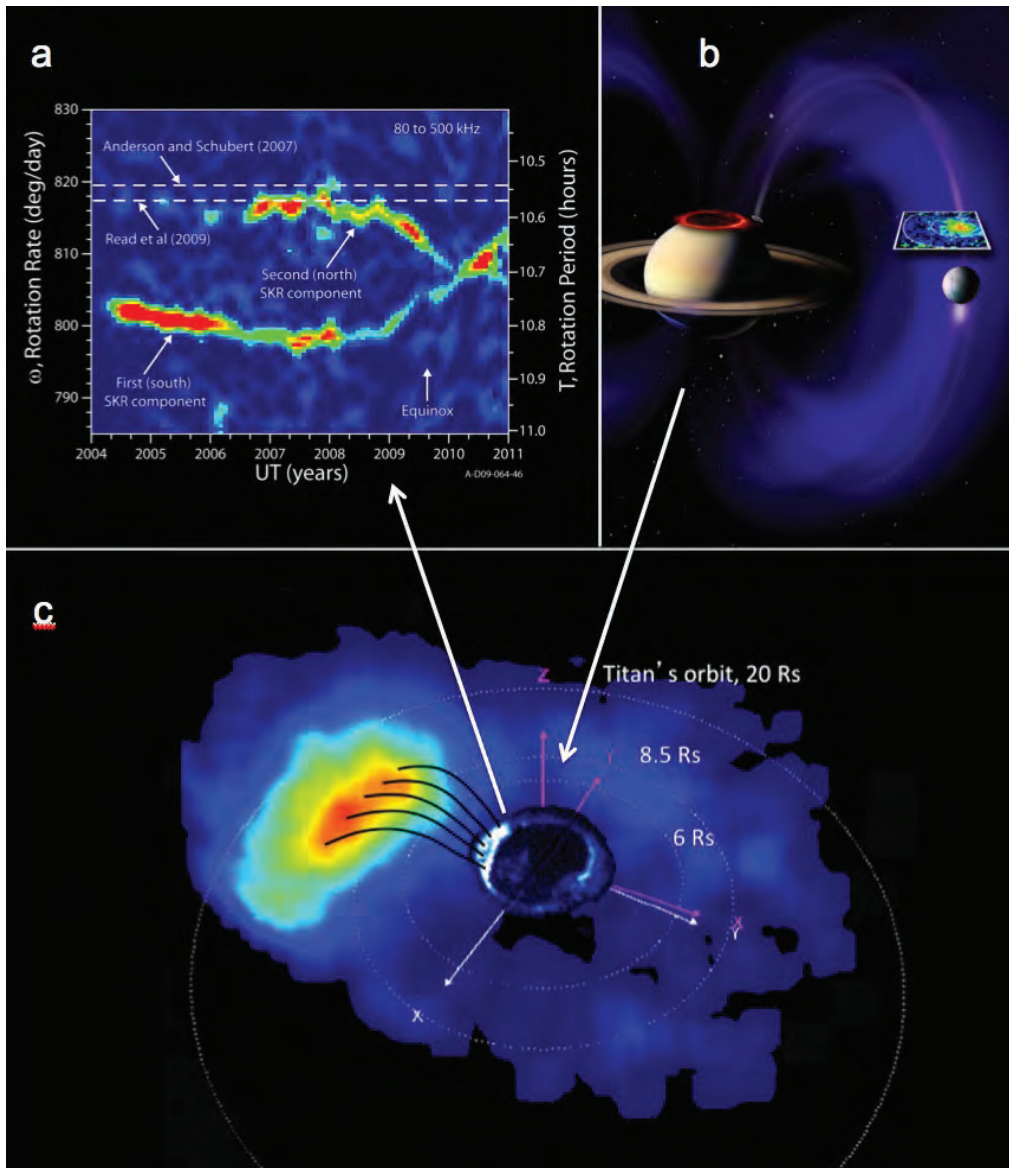 a
80 to 500 kHz
Anderson and Schubert (2007)
Read et al (2009)
Second (north)
SKR component
First (south)
SKR component
Equinox
ω, Rotation Rate (deg/day)
830
820
810
800
790
T, Rotation Period (hours)
10.5
10.6
10.7
10.8
10.9
11.0
2004 2005 2006 2007 2008 2009 2010 2011
UT (years)
A-D09-064-46
b
c
Titan's orbit, 20 Rs
Z
8.5 Rs
Y
6 Rs
X
Y
X